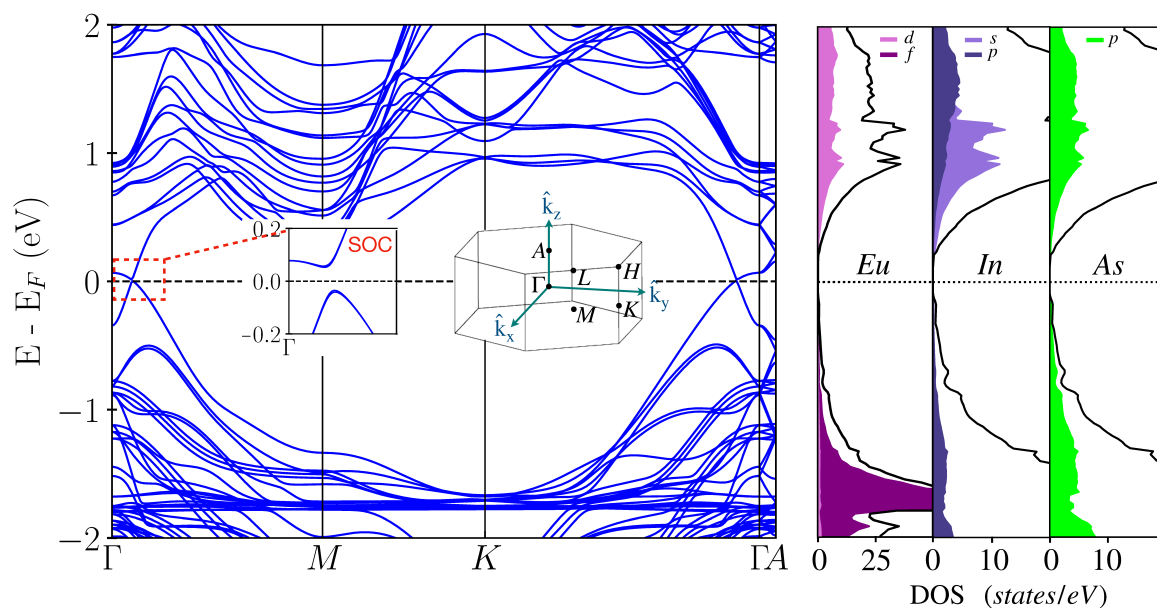 E - E_F (eV)
2
1
0
−1
−2
Γ
M
K
Γ
A
0.2
0.0
−0.2
Γ
SOC
k̂_z
A
Γ
L
H
k̂_y
K
M
k̂_x
d
f
s
p
p
Eu
In
As
0
25
0
10
0
10
DOS (states/eV)